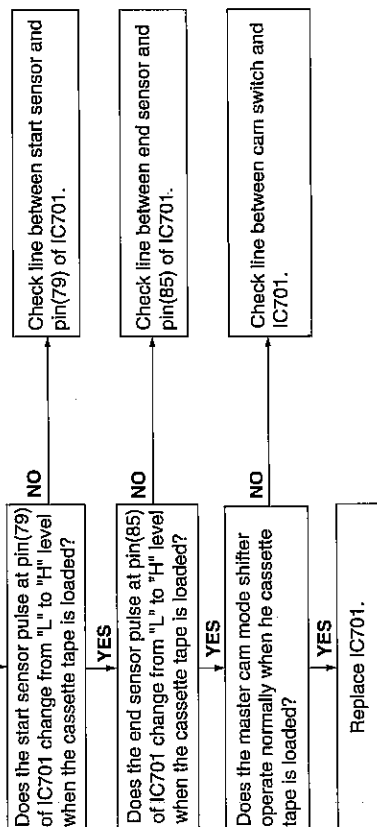 Does the start sensor pulse at pin(79)
of IC701 change from "L" to "H" level
when the cassette tape is loaded?
NO
Check line between start sensor and
pin(79) of IC701.
YES
Does the end sensor pulse at pin(85)
of IC701 change from "L" to "H" level
when the cassette tape is loaded?
NO
Check line between end sensor and
pin(85) of IC701.
YES
Does the master cam mode shifter
operate normally when he cassette
tape is loaded?
NO
Check line between cam switch and
IC701.
YES
Replace IC701.